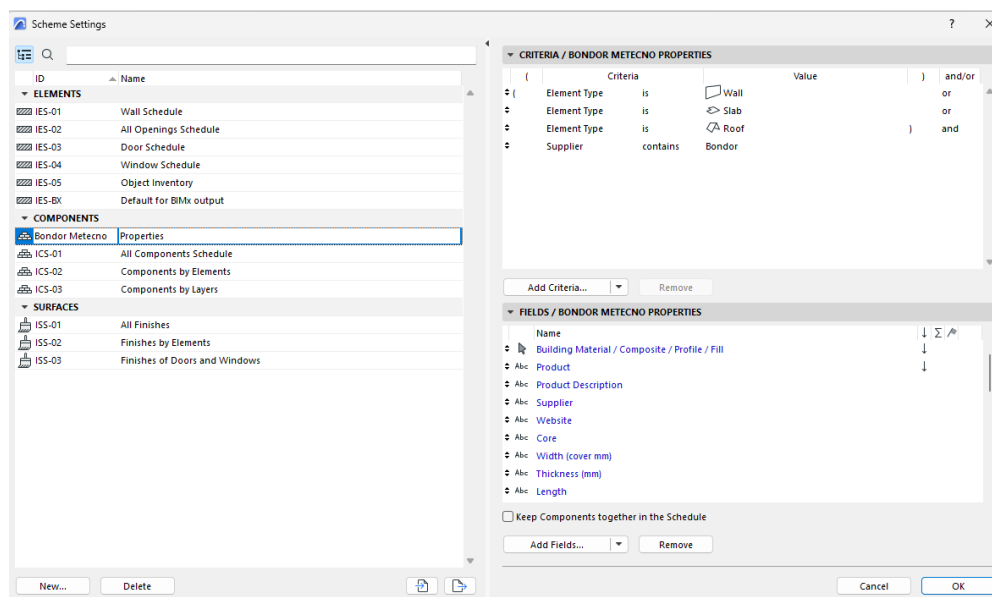 Scheme Settings
?
ID Name
ELEMENTS
IES-01 Wall Schedule
IES-02 All Openings Schedule
IES-03 Door Schedule
IES-04 Window Schedule
IES-05 Object Inventory
IES-BX Default for BIMx output
COMPONENTS
Bondor Metecno Properties
ICS-01 All Components Schedule
ICS-02 Components by Elements
ICS-03 Components by Layers
SURFACES
ISS-01 All Finishes
ISS-02 Finishes by Elements
ISS-03 Finishes of Doors and Windows
New... Delete
CRITERIA / BONDOR METECNO PROPERTIES
( Criteria Value ) and/or
( Element Type is Wall or
Element Type is Slab or
Element Type is Roof ) and
Supplier contains Bondor
Add Criteria... Remove
FIELDS / BONDOR METECNO PROPERTIES
Name ↓ Σ
Building Material / Composite / Profile / Fill ↓
Abc Product ↓
Abc Product Description
Abc Supplier
Abc Website
Abc Core
Abc Width (cover mm)
Abc Thickness (mm)
Abc Length
Keep Components together in the Schedule
Add Fields... Remove
Cancel OK